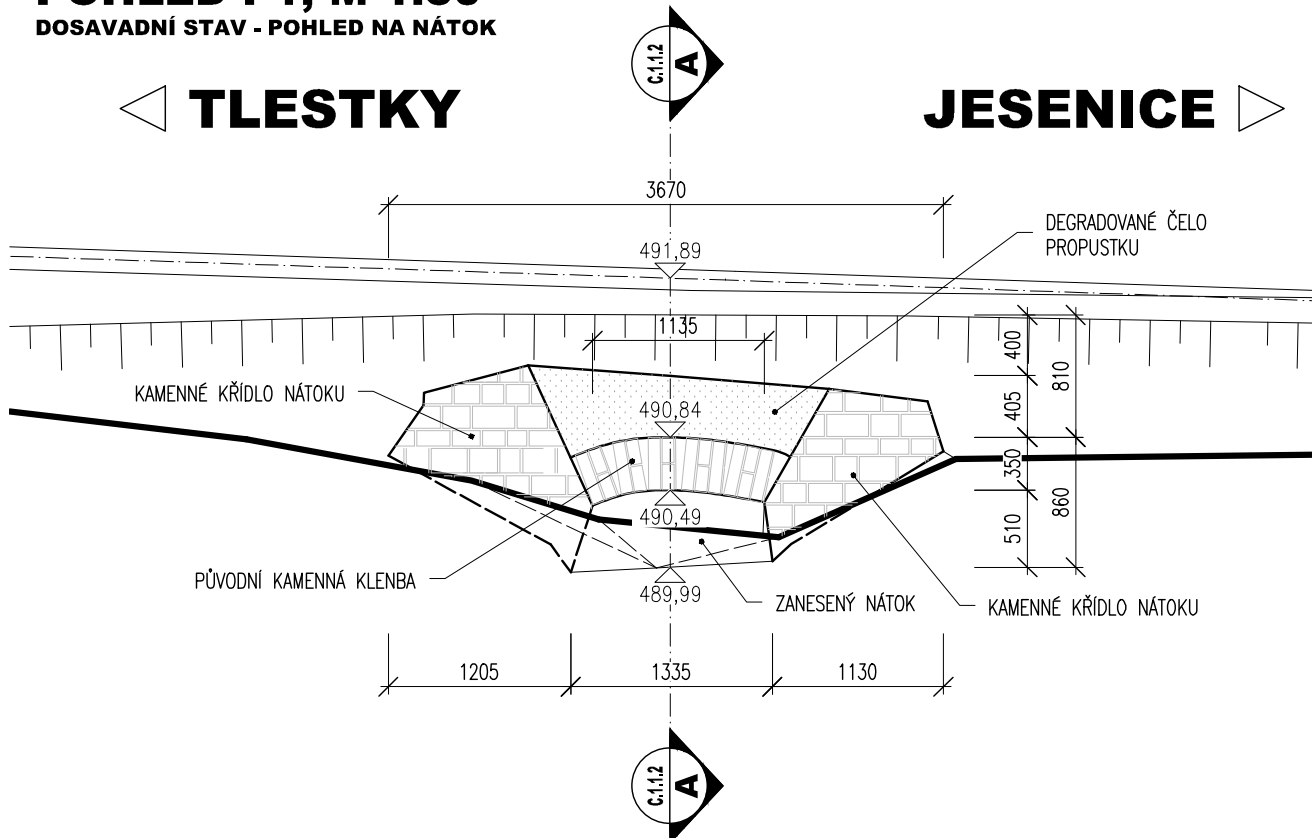 DOSAVADNÍ STAV - POHLED NA NÁTOK
C.1.1.2
A
TLESTKY
JESENICE
3670
DEGRADOVANÉ ČELO
PROPUSTKU
491,89
1135
400
810
KAMENNÉ KŘÍDLO NÁTOKU
490,84
405
350
490,49
860
510
PŮVODNÍ KAMENNÁ KLENBA
489,99
ZANESENÝ NÁTOK
KAMENNÉ KŘÍDLO NÁTOKU
1205
1335
1130
C.1.1.2
A